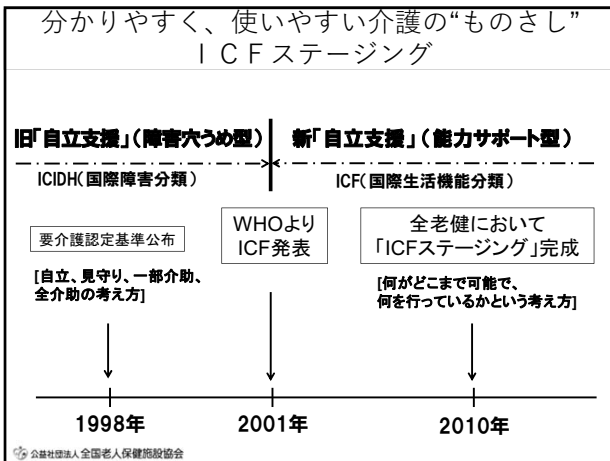 分かりやすく、使いやすい介護の“ものさし”
ＩＣＦステージング
旧「自立支援」（障害穴うめ型）
新「自立支援」（能力サポート型）
ICIDH（国際障害分類）
ICF（国際生活機能分類）
要介護認定基準公布
[自立、見守り、一部介助、
全介助の考え方]
WHOより
ICF発表
全老健において
「ICFステージング」完成
[何がどこまで可能で、
何を行っているかという考え方]
1998年
2001年
2010年
公益社団法人全国老人保健施設協会